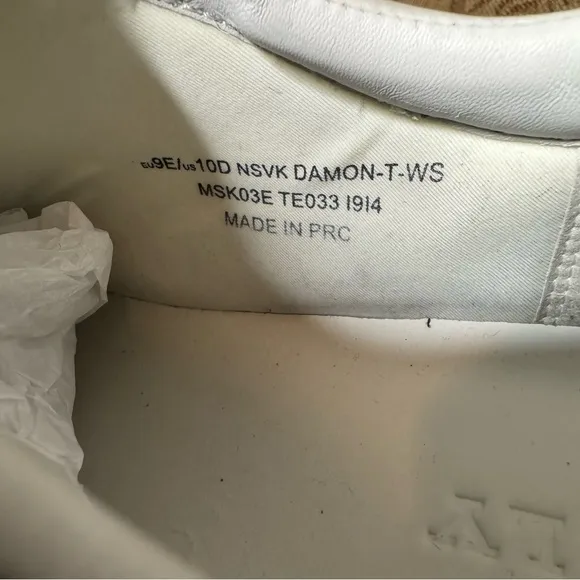 EU9E/US10D NSVK DAMON-T-WS
MSK03E TE033 I9I4
MADE IN PRC